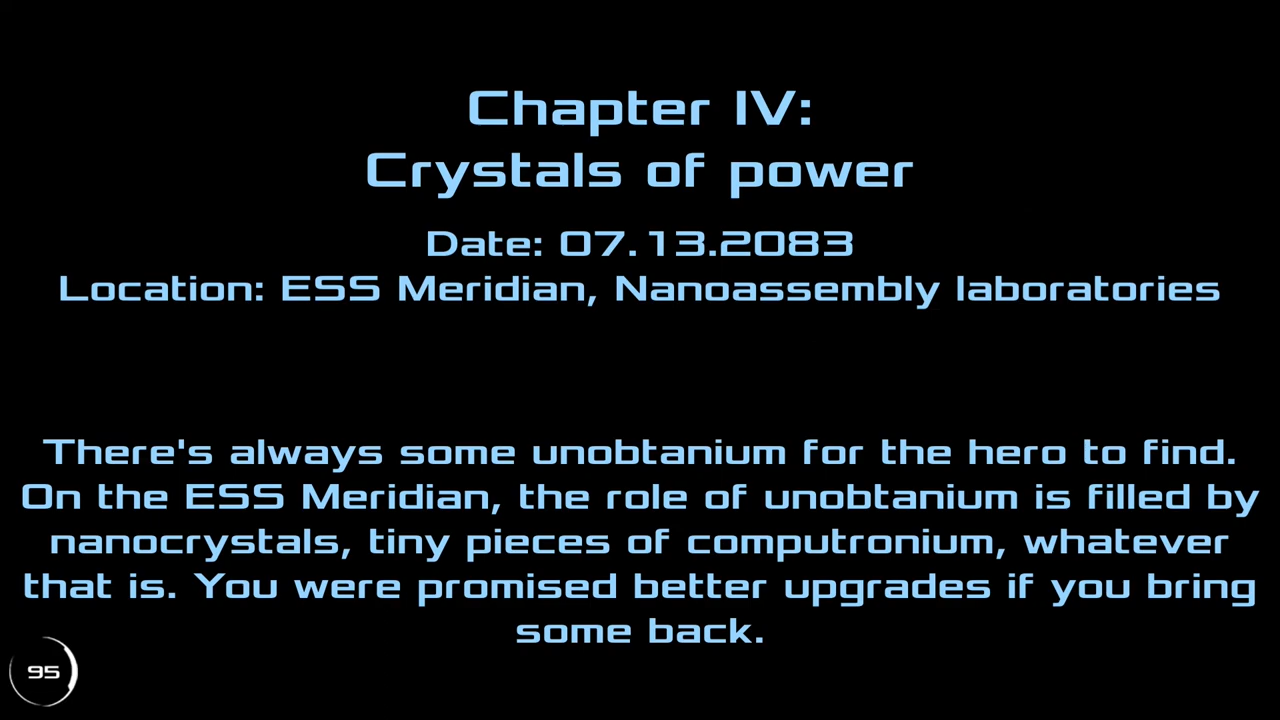 Chapter IV:
Crystals of power
Date: 07.13.2083
Location: ESS Meridian, Nanoassembly laboratories
There's always some unobtanium for the hero to find.
On the ESS Meridian, the role of unobtanium is filled by
nanocrystals, tiny pieces of computronium, whatever
that is. You were promised better upgrades if you bring
some back.
95